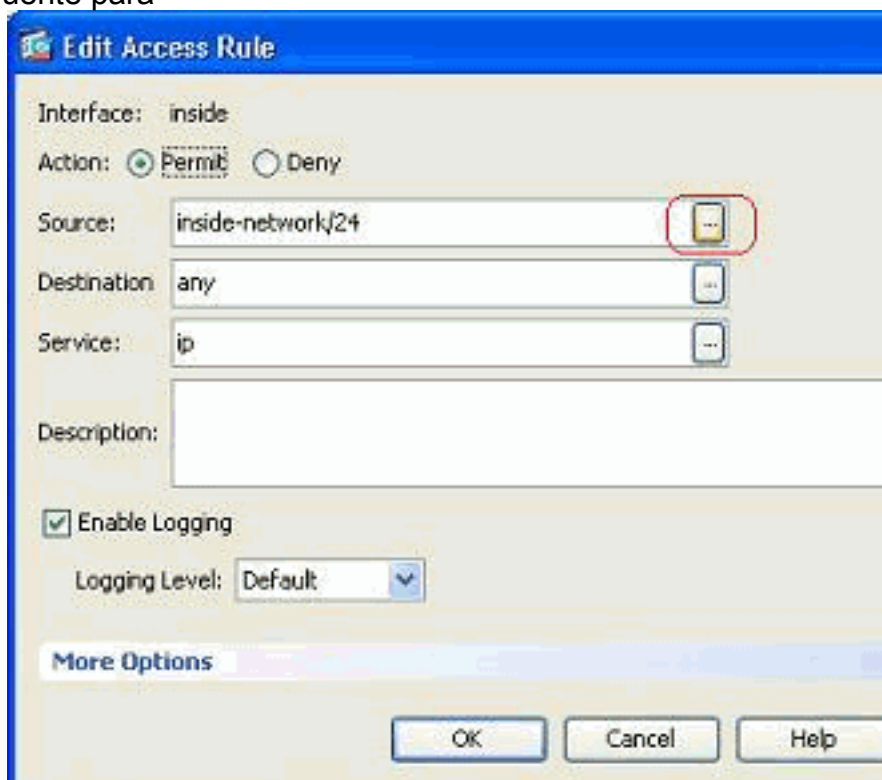 para
Edit Access Rule
Interface: inside
Action: Permit Deny
Source: inside-network/24 ...
Destination any ...
Service: ip ...
Description:
Enable Logging
Logging Level: Default
More Options
OK Cancel Help